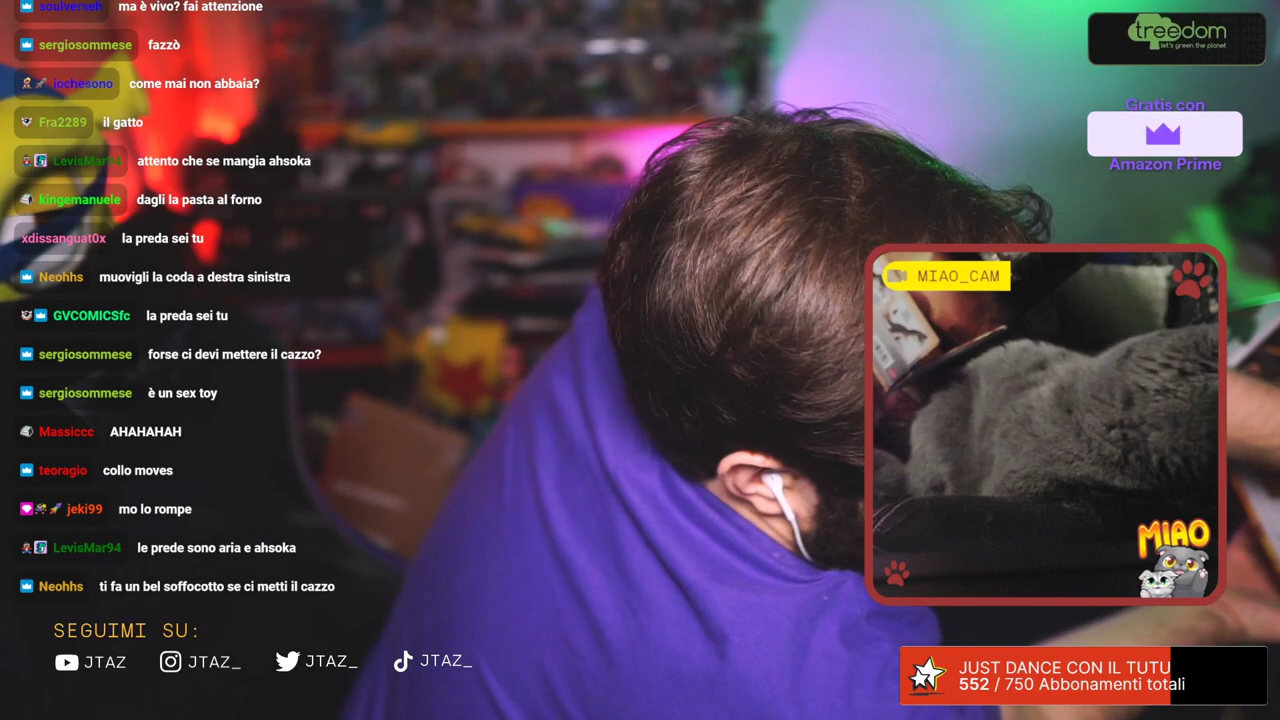 soulverseh ma è vivo? fai attenzione
sergiosommese fazzò
iochesono come mai non abbaia?
Fra2289 il gatto
LevisMar94 attento che se mangia ahsoka
kingemanuele dagli la pasta al forno
xdissanguat0x la preda sei tu
Neohhs muovigli la coda a destra sinistra
GVCOMICSfc la preda sei tu
sergiosommese forse ci devi mettere il cazzo?
sergiosommese è un sex toy
Massiccc AHAHAHAH
teoragio collo moves
jeki99 mo lo rompe
LevisMar94 le prede sono aria e ahsoka
Neohhs ti fa un bel soffocotto se ci metti il cazzo
SEGUIMI SU:
JTAZ JTAZ_ JTAZ_ JTAZ_
treedom
let's green the planet
Gratis con
Amazon Prime
MIAO_CAM
MIAO
JUST DANCE CON IL TUTU
552 / 750 Abbonamenti totali